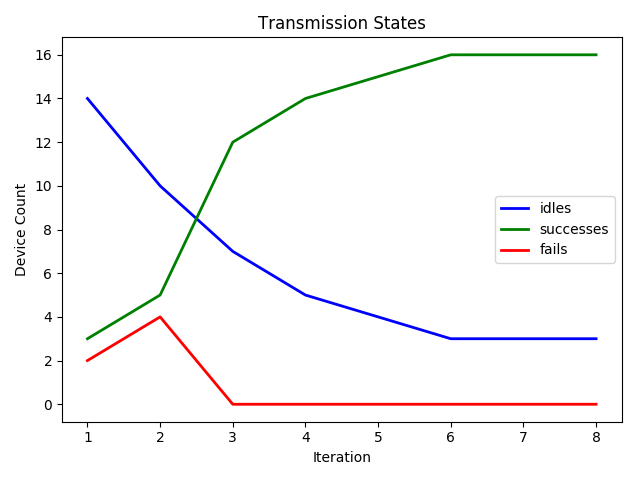 Transmission States
16
14
12
10
8
6
4
2
0
Device Count
idles
successes
fails
1 2 3 4 5 6 7 8
Iteration